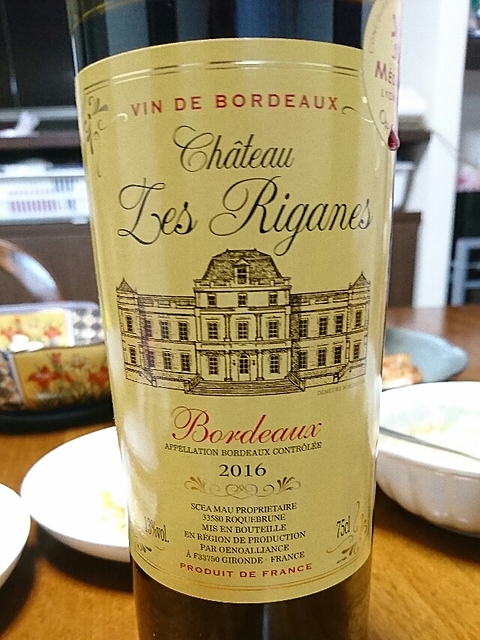 VIN DE BORDEAUX
Château
Les Riganes
Bordeaux
APPELLATION BORDEAUX CONTRÔLÉE
2016
SCEA MAU PROPRIETAIRE
33580 ROQUEBRUNE
MIS EN BOUTEILLE
EN RÉGION DE PRODUCTION
PAR OENOALLIANCE
À F33750 GIRONDE - FRANCE
13%vol.
75cl
PRODUIT DE FRANCE